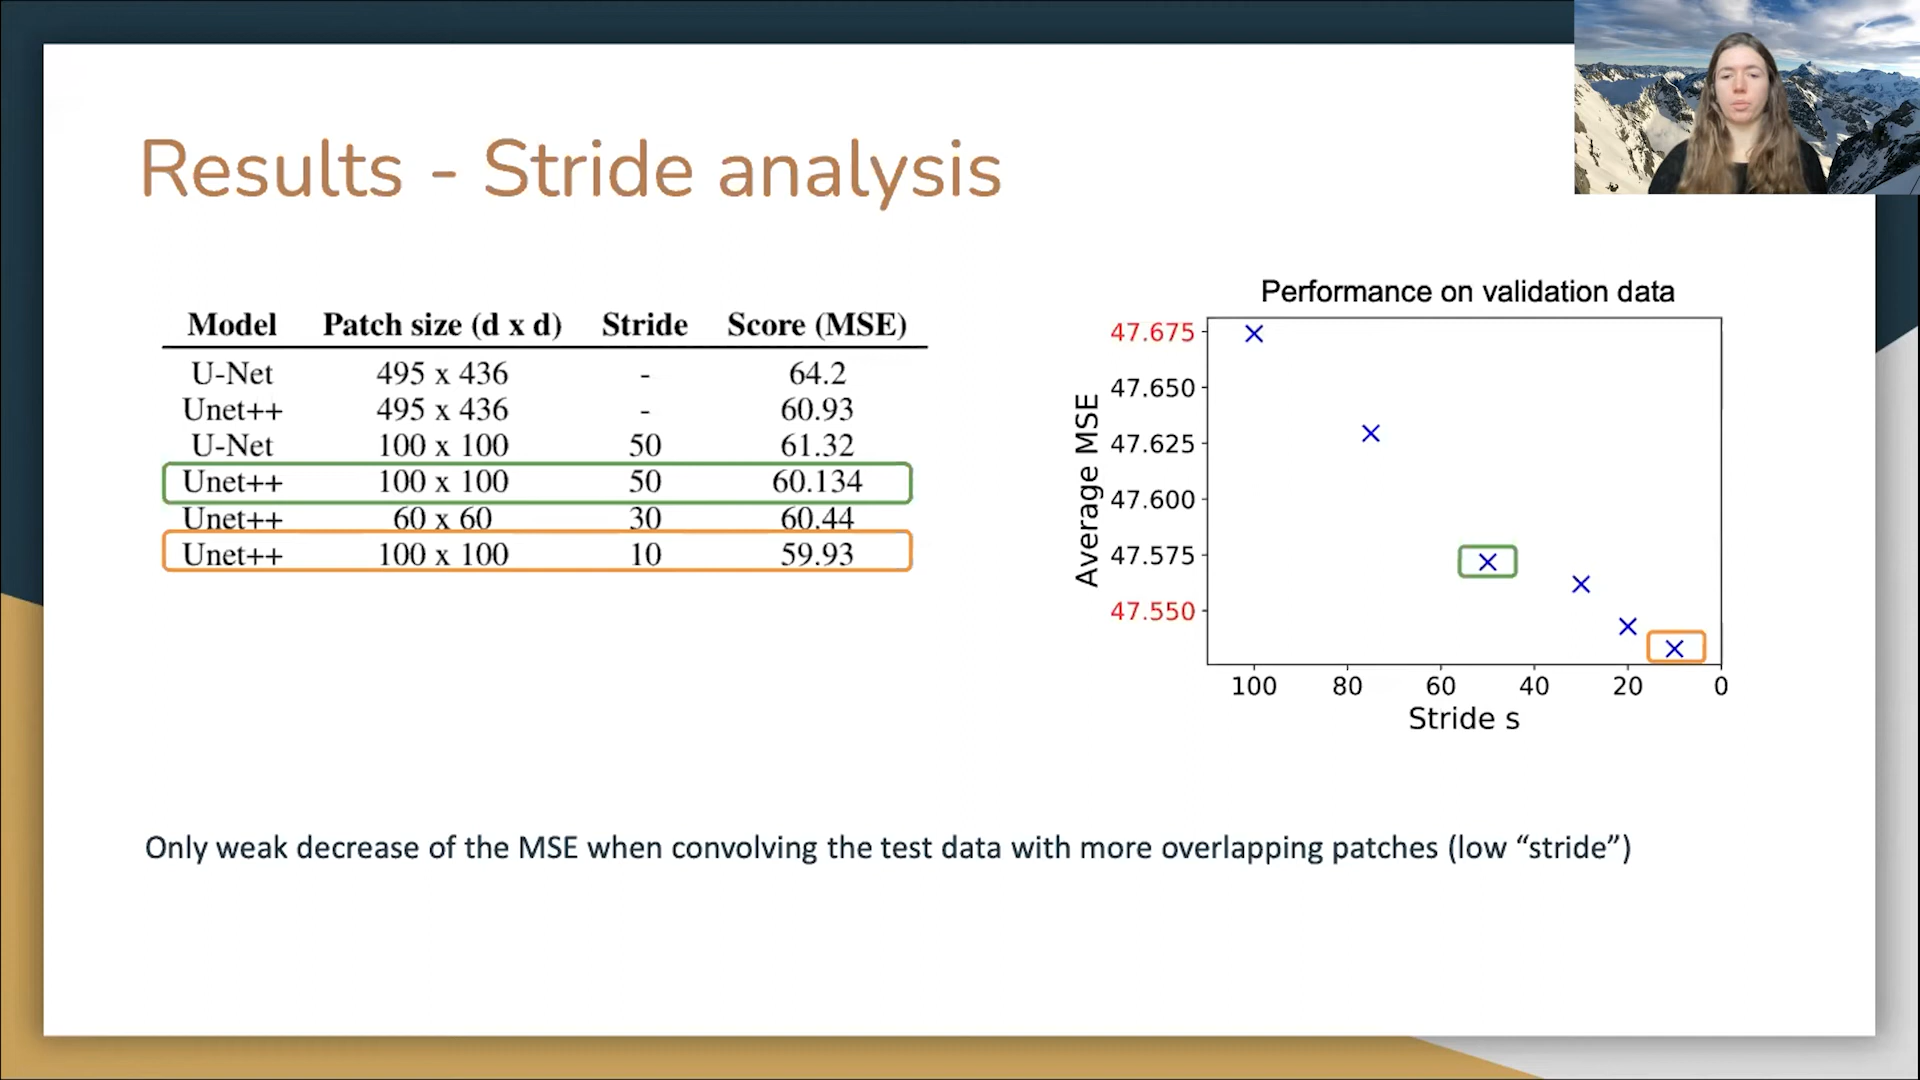 Results - Stride analysis
Model Patch size (d x d) Stride Score (MSE)
U-Net 495 x 436 - 64.2
Unet++ 495 x 436 - 60.93
U-Net 100 x 100 50 61.32
Unet++ 100 x 100 50 60.134
Unet++ 60 x 60 30 60.44
Unet++ 100 x 100 10 59.93
Performance on validation data
Average MSE
47.675
47.650
47.625
47.600
47.575
47.550
100 80 60 40 20 0
Stride s
Only weak decrease of the MSE when convolving the test data with more overlapping patches (low “stride”)